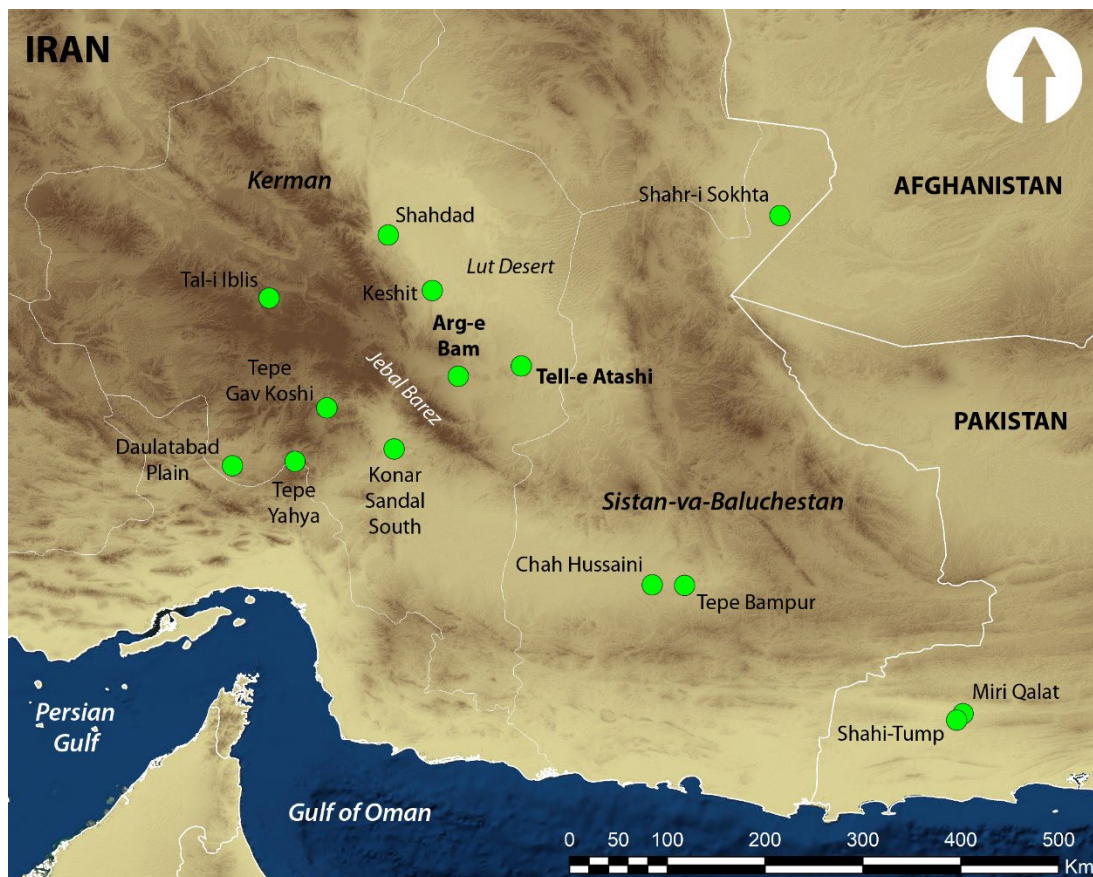 IRAN
Kerman
Shahr-i Sokhta
AFGHANISTAN
Shahdad
Lut Desert
Tal-i Iblis
Keshit
Arg-e
Bam
Tell-e Atashi
Jebal Barez
Tepe
Gav Koshi
PAKISTAN
Daulatabad
Plain
Tepe
Yahya
Konar
Sandal
South
Sistan-va-Baluchestan
Chah Hussaini
Tepe Bampur
Miri Qalat
Shahi-Tump
Persian
Gulf
Gulf of Oman
0 50 100 200 300 400 500
Km